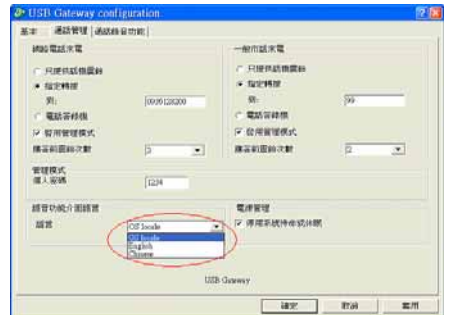 USB Gateway configuration
基本 通話管理 通話錄音功能
網路電話來電
只提供話機震鈴
指定轉接
到: 0939128200
電話答錄機
啟用管理模式
應答前震鈴次數 3
一般市話來電
只提供話機震鈴
指定轉接
到: 99
電話答錄機
啟用管理模式
應答前震鈴次數
管理模式
個人密碼 1234
語音功能介面語言
語言 OS locale
OS locale
English
Chinese
電源管理
停用系統待命或休眠
USB Gateway
確定 取消 套用